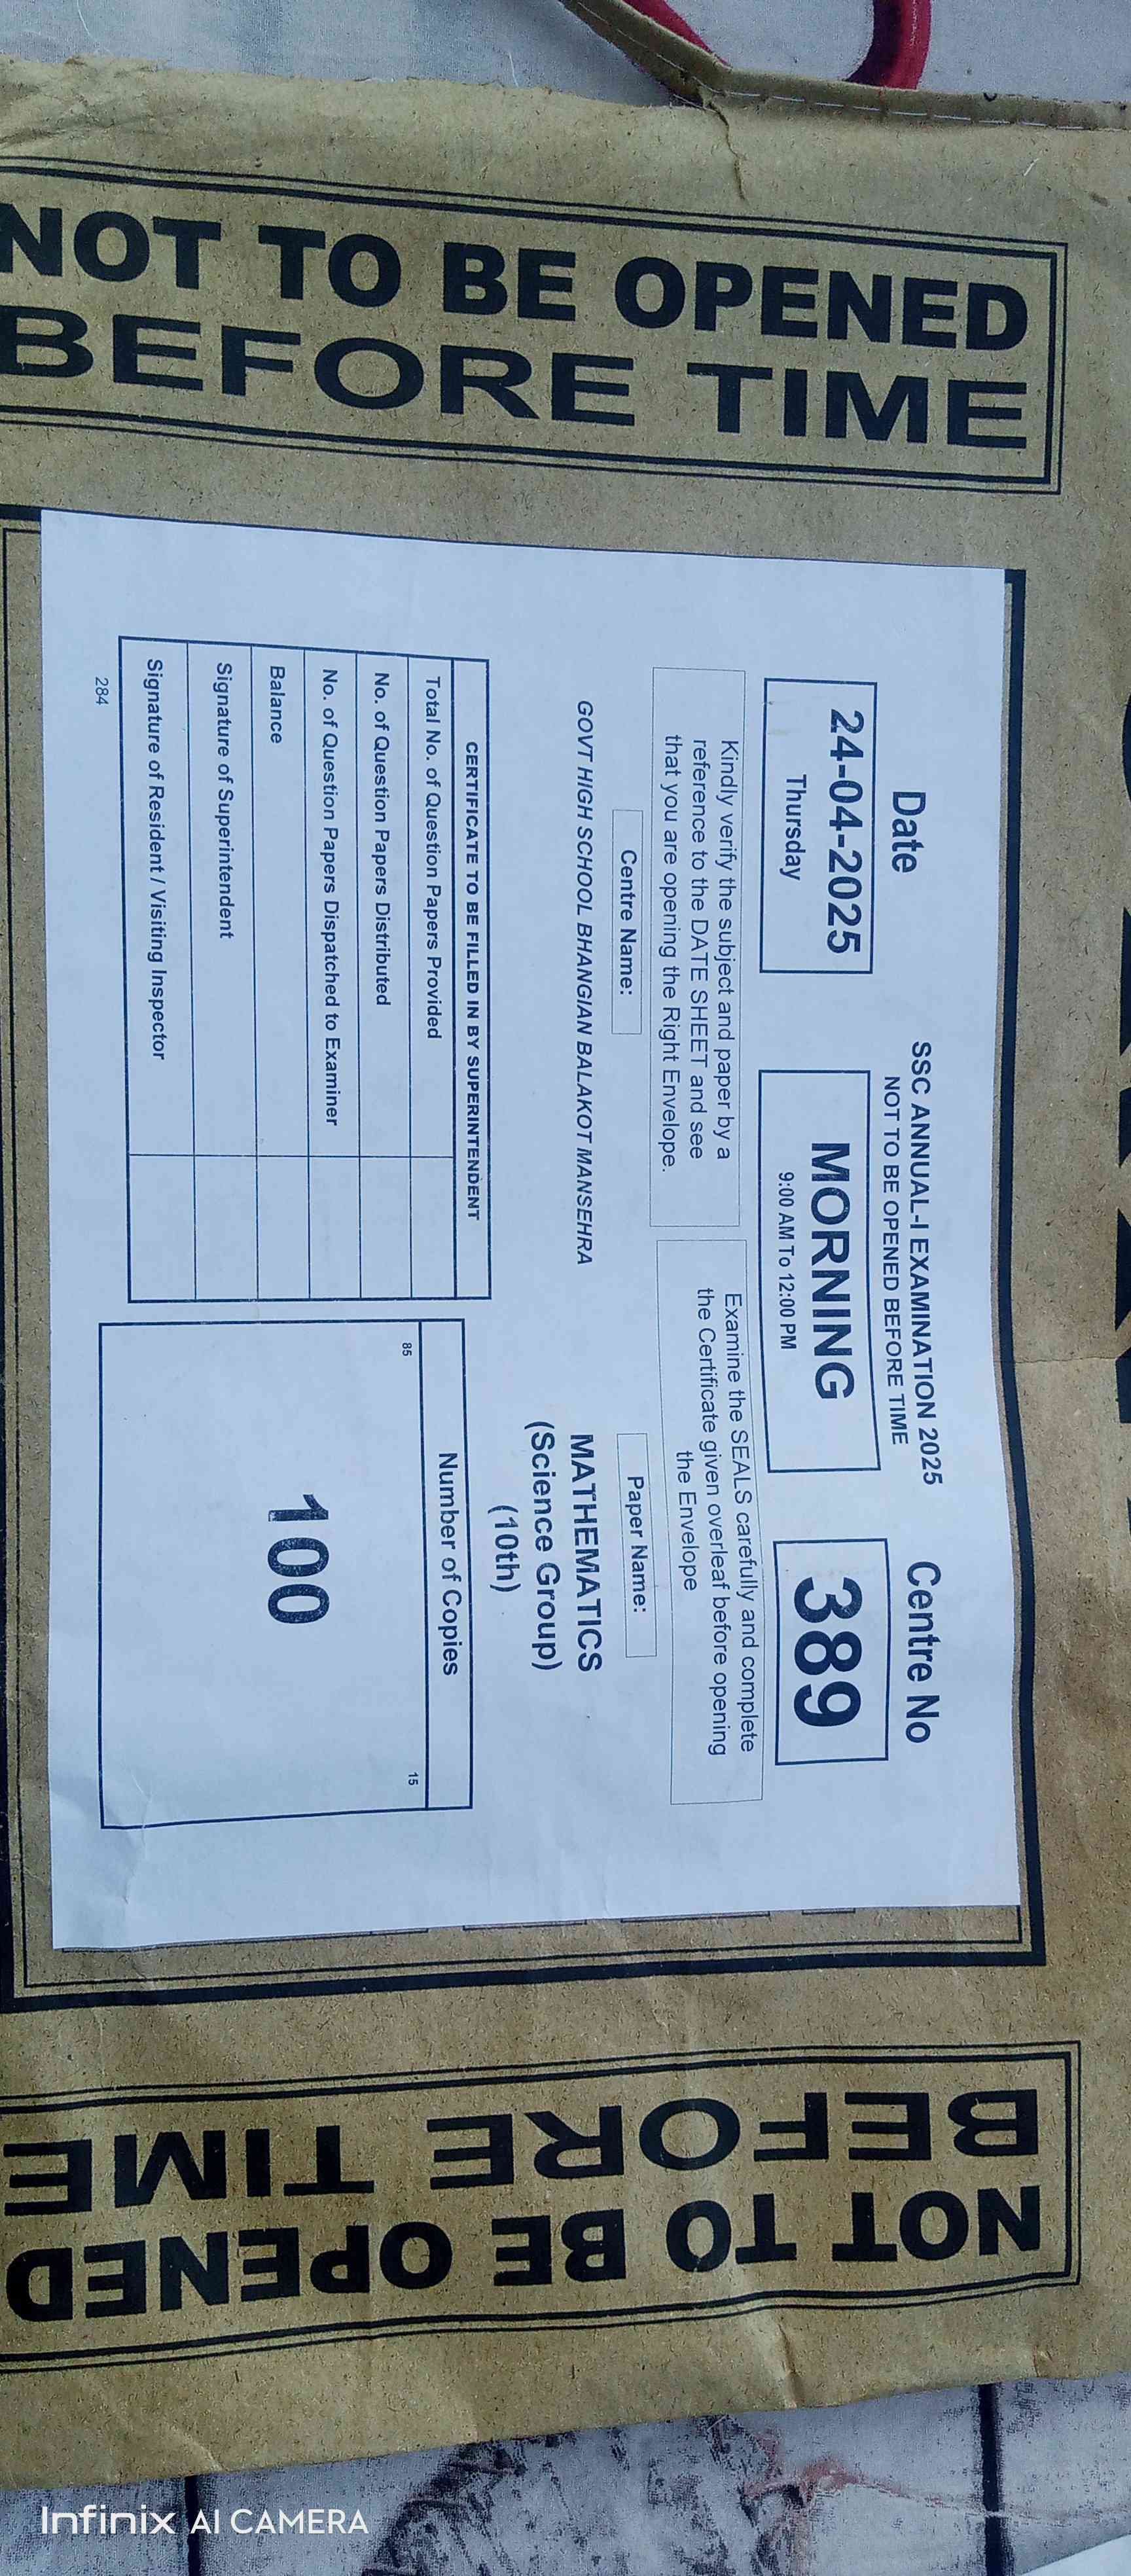 NOT TO BE OPENED
BEFORE TIME
SSC ANNUAL-I EXAMINATION 2025
NOT TO BE OPENED BEFORE TIME
Date
24-04-2025
Thursday
MORNING
9:00 AM To 12:00 PM
Centre No
389
Kindly verify the subject and paper by a
reference to the DATE SHEET and see
that you are opening the Right Envelope.
Examine the SEALS carefully and complete
the Certificate given overleaf before opening
the Envelope
Centre Name:
GOVT HIGH SCHOOL BHANGIAN BALAKOT MANSEHRA
Paper Name:
MATHEMATICS
(Science Group)
(10th)
CERTIFICATE TO BE FILLED IN BY SUPERINTENDENT
Total No. of Question Papers Provided
No. of Question Papers Distributed
No. of Question Papers Dispatched to Examiner
Balance
Signature of Superintendent
Signature of Resident / Visiting Inspector
284
Number of Copies
85
15
100
NOT TO BE OPENED
BEFORE TIME
Infinix AI CAMERA